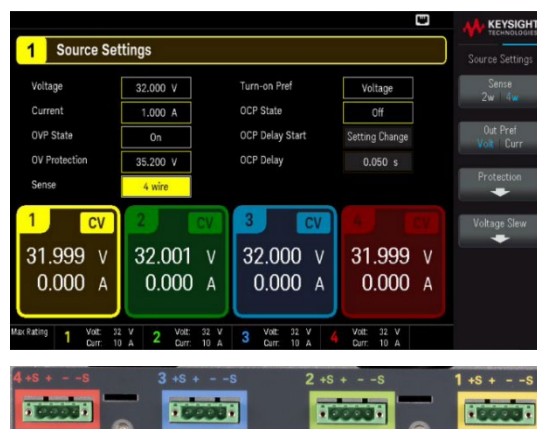 KEYSIGHT
TECHNOLOGIES
1 Source Settings
Source Settings
Voltage 32.000 V Turn-on Pref Voltage
Current 1.000 A OCP State Off
OVP State On OCP Delay Start Setting Change
OV Protection 35.200 V OCP Delay 0.050 s
Sense 4 wire
Sense
2w 4w
Out Pref
Volt Curr
Protection
Voltage Slew
1 CV 2 CV 3 CV 4 CV
31.999 V 32.001 V 32.000 V 31.999 V
0.000 A 0.000 A 0.000 A 0.000 A
Max Rating 1 Volt: 32 V 2 Volt: 32 V 3 Volt: 32 V 4 Volt: 32 V
Curr: 10 A Curr: 10 A Curr: 10 A Curr: 10 A
4 +S + - -S 3 +S + - -S 2 +S + - -S 1 +S + - -S